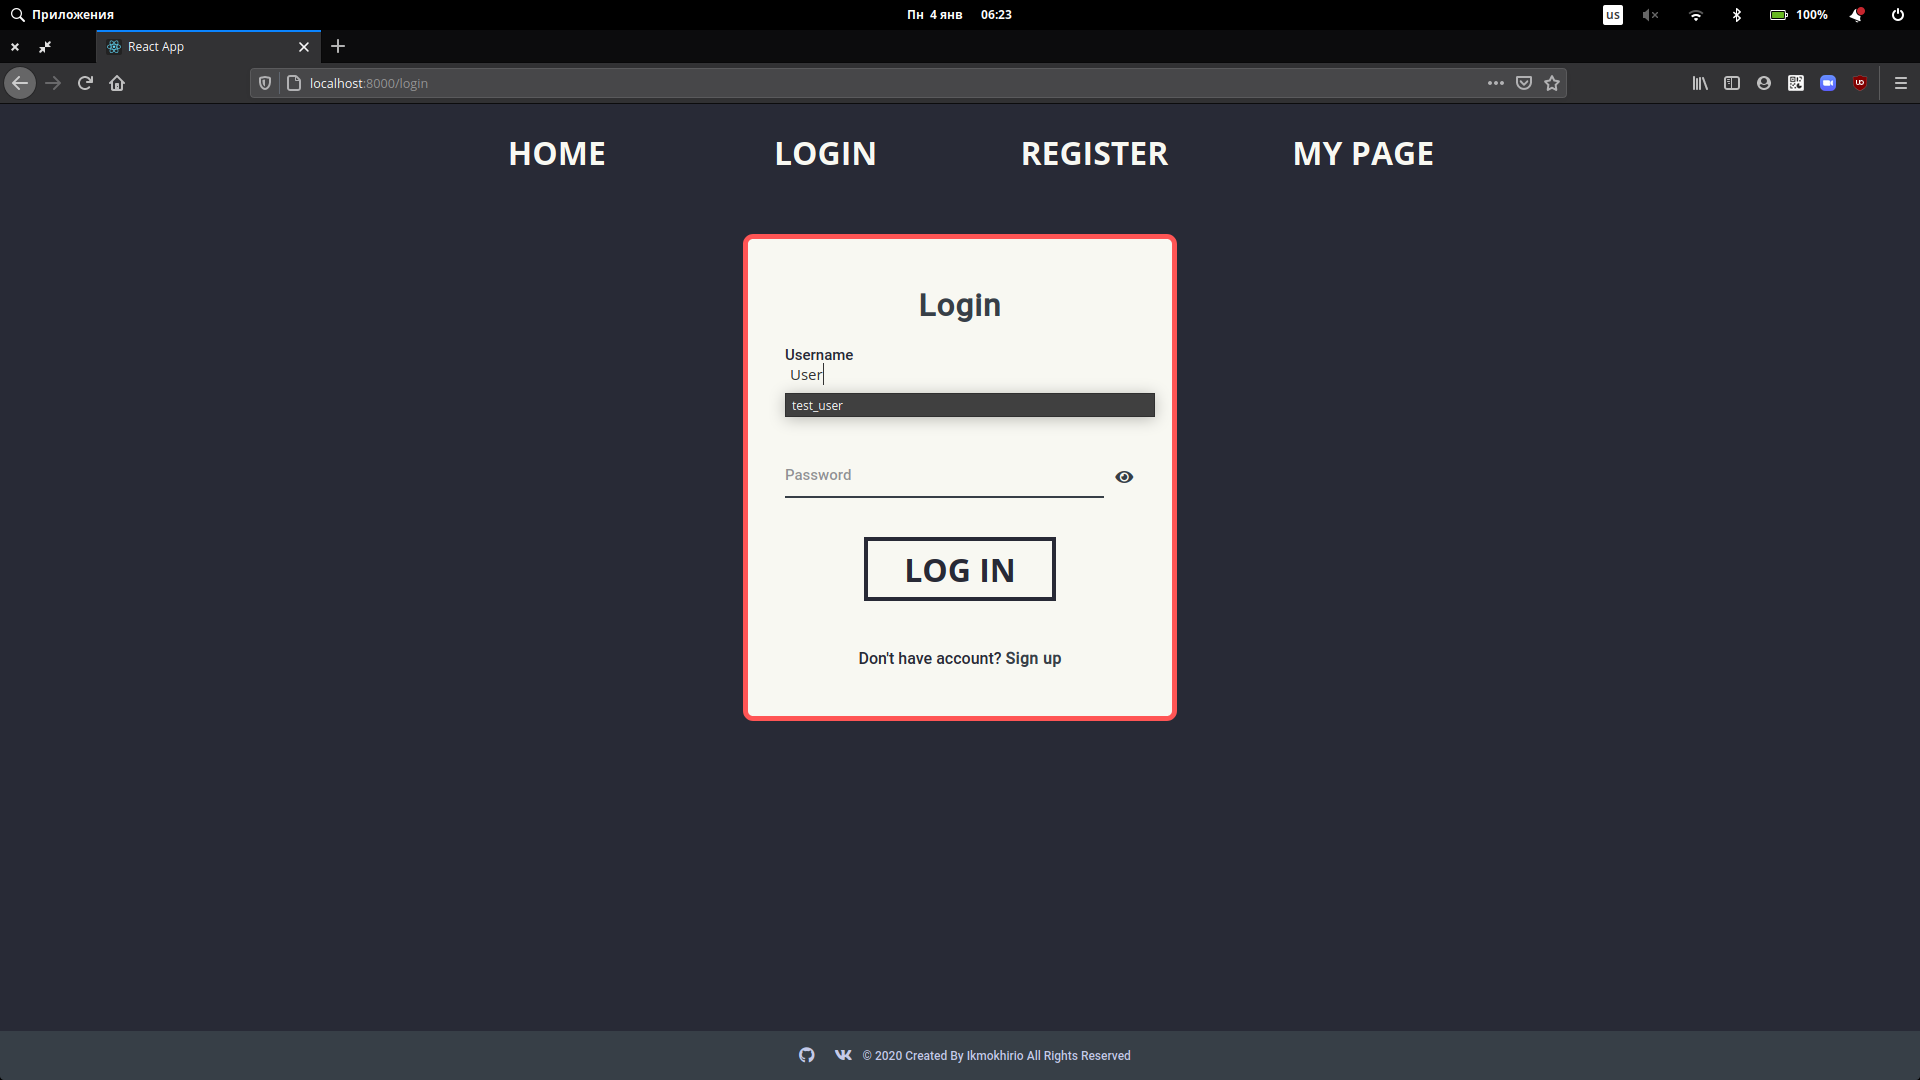 Приложения
Пн 4 янв 06:23
us
100%
React App
localhost:8000/login
HOME LOGIN REGISTER MY PAGE
Login
Username
User
test_user
Password
LOG IN
Don't have account? Sign up
© 2020 Created By Ikmokhirio All Rights Reserved